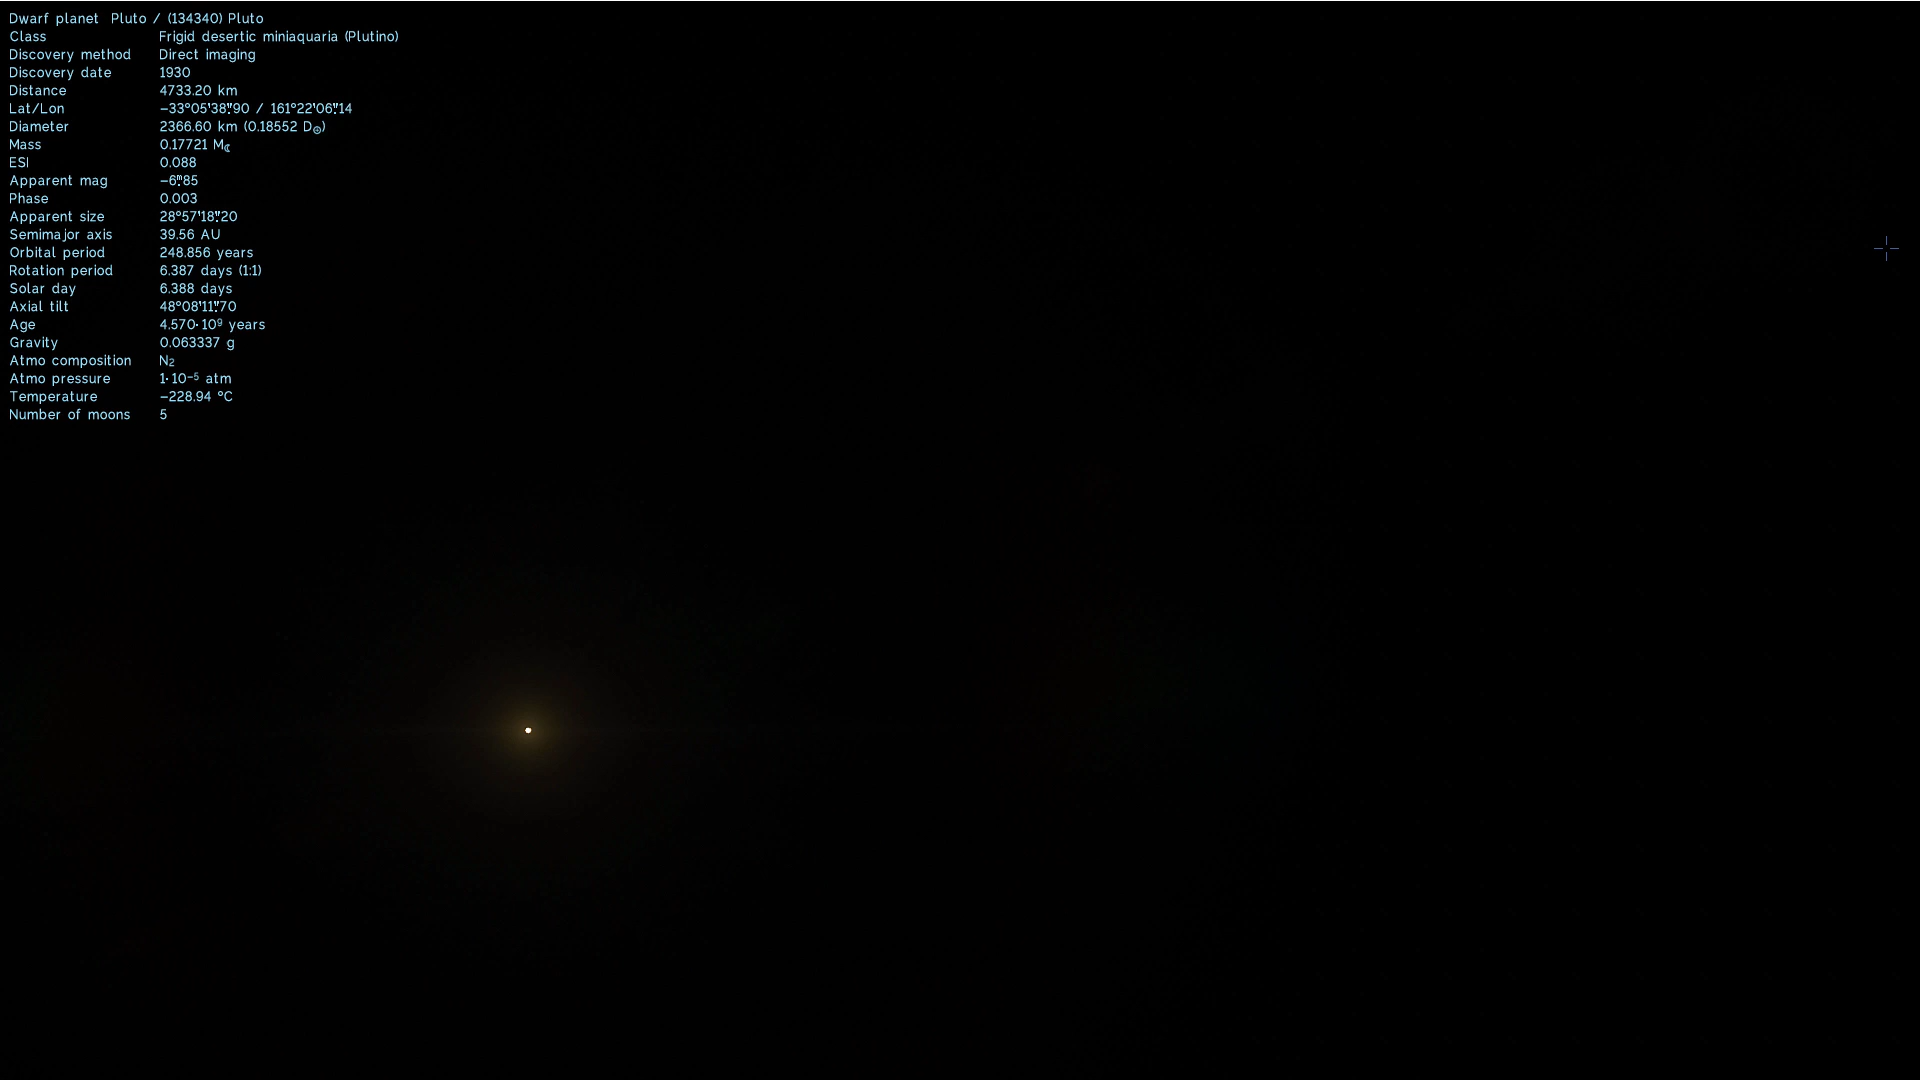 Dwarf planet Pluto / (134340) Pluto
Class Frigid desertic miniaquaria (Plutino)
Discovery method Direct imaging
Discovery date 1930
Distance 4733.20 km
Lat/Lon −33°05'38".90 / 161°22'06".14
Diameter 2366.60 km (0.18552 D⊕)
Mass 0.17721 M☾
ESI 0.088
Apparent mag −6ᵐ.85
Phase 0.003
Apparent size 28°57'18".20
Semimajor axis 39.56 AU
Orbital period 248.856 years
Rotation period 6.387 days (1:1)
Solar day 6.388 days
Axial tilt 48°08'11".70
Age 4.570·10⁹ years
Gravity 0.063337 g
Atmo composition N₂
Atmo pressure 1·10⁻⁵ atm
Temperature −228.94 °C
Number of moons 5